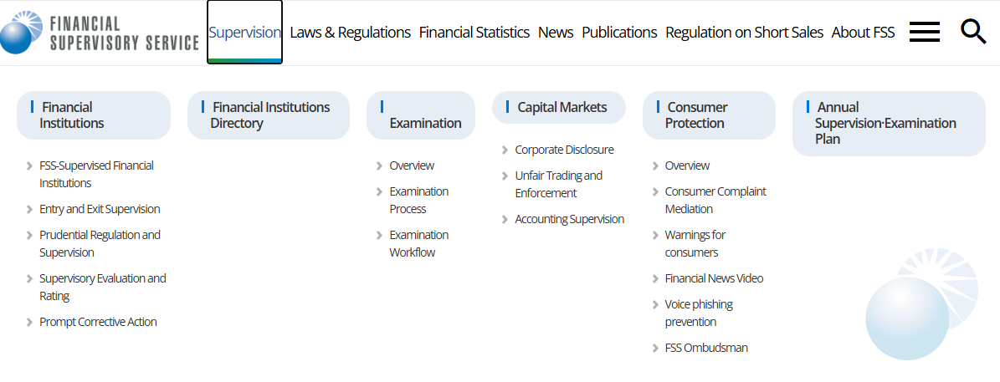 FINANCIAL
SUPERVISORY SERVICE
Supervision Laws & Regulations Financial Statistics News Publications Regulation on Short Sales About FSS
Financial
Institutions
FSS-Supervised Financial
Institutions
Entry and Exit Supervision
Prudential Regulation and
Supervision
Supervisory Evaluation and
Rating
Prompt Corrective Action
Financial Institutions
Directory
Examination
Overview
Examination
Process
Examination
Workflow
Capital Markets
Corporate Disclosure
Unfair Trading and
Enforcement
Accounting Supervision
Consumer
Protection
Overview
Consumer Complaint
Mediation
Warnings for
consumers
Financial News Video
Voice phishing
prevention
FSS Ombudsman
Annual
Supervision·Examination
Plan